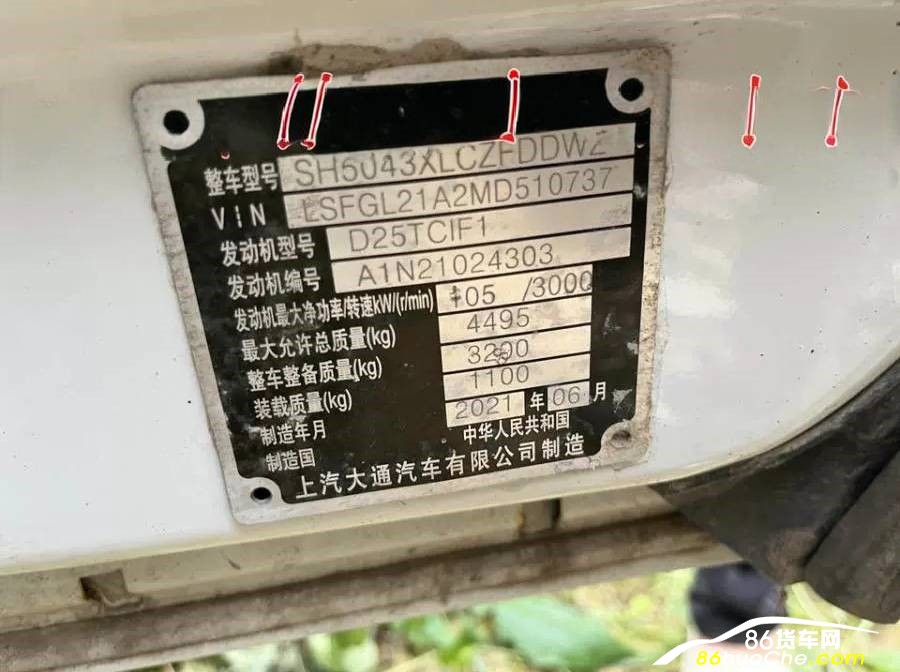 整车型号 SH5043XLCZFDDWZ
VIN LSFGL21A2MD510737
发动机型号 D25TCIF1
发动机编号 A1N21024303
发动机最大净功率/转速kW/(r/min) 105 /3000
最大允许总质量(kg) 4495
整车整备质量(kg) 3200
装载质量(kg) 1100
制造年月 2021 年 06 月
制造国 中华人民共和国
上汽大通汽车有限公司制造
86货车网
86huoChe.com